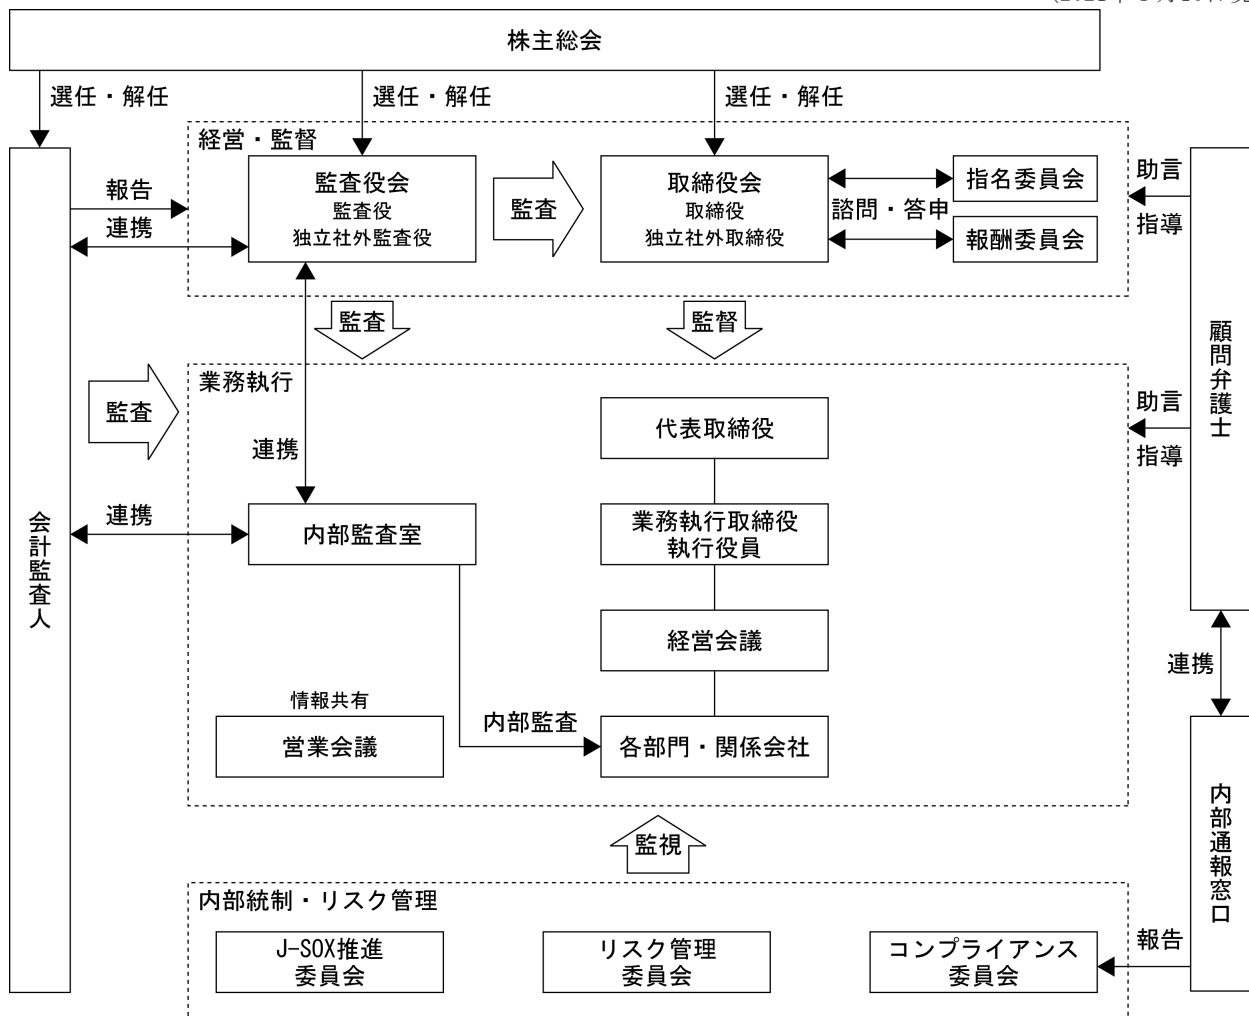 株主総会
選任・解任
選任・解任
選任・解任
経営・監督
監査役会
監査役
独立社外監査役
監査
取締役会
取締役
独立社外取締役
諮問・答申
指名委員会
報酬委員会
報告
連携
助言
指導
監査
監督
顧問弁護士
業務執行
監査
代表取締役
助言
指導
連携
連携
内部監査室
業務執行取締役
執行役員
会計監査人
経営会議
連携
情報共有
営業会議
内部監査
各部門・関係会社
内部通報窓口
監視
内部統制・リスク管理
J-SOX推進
委員会
リスク管理
委員会
コンプライアンス
委員会
報告